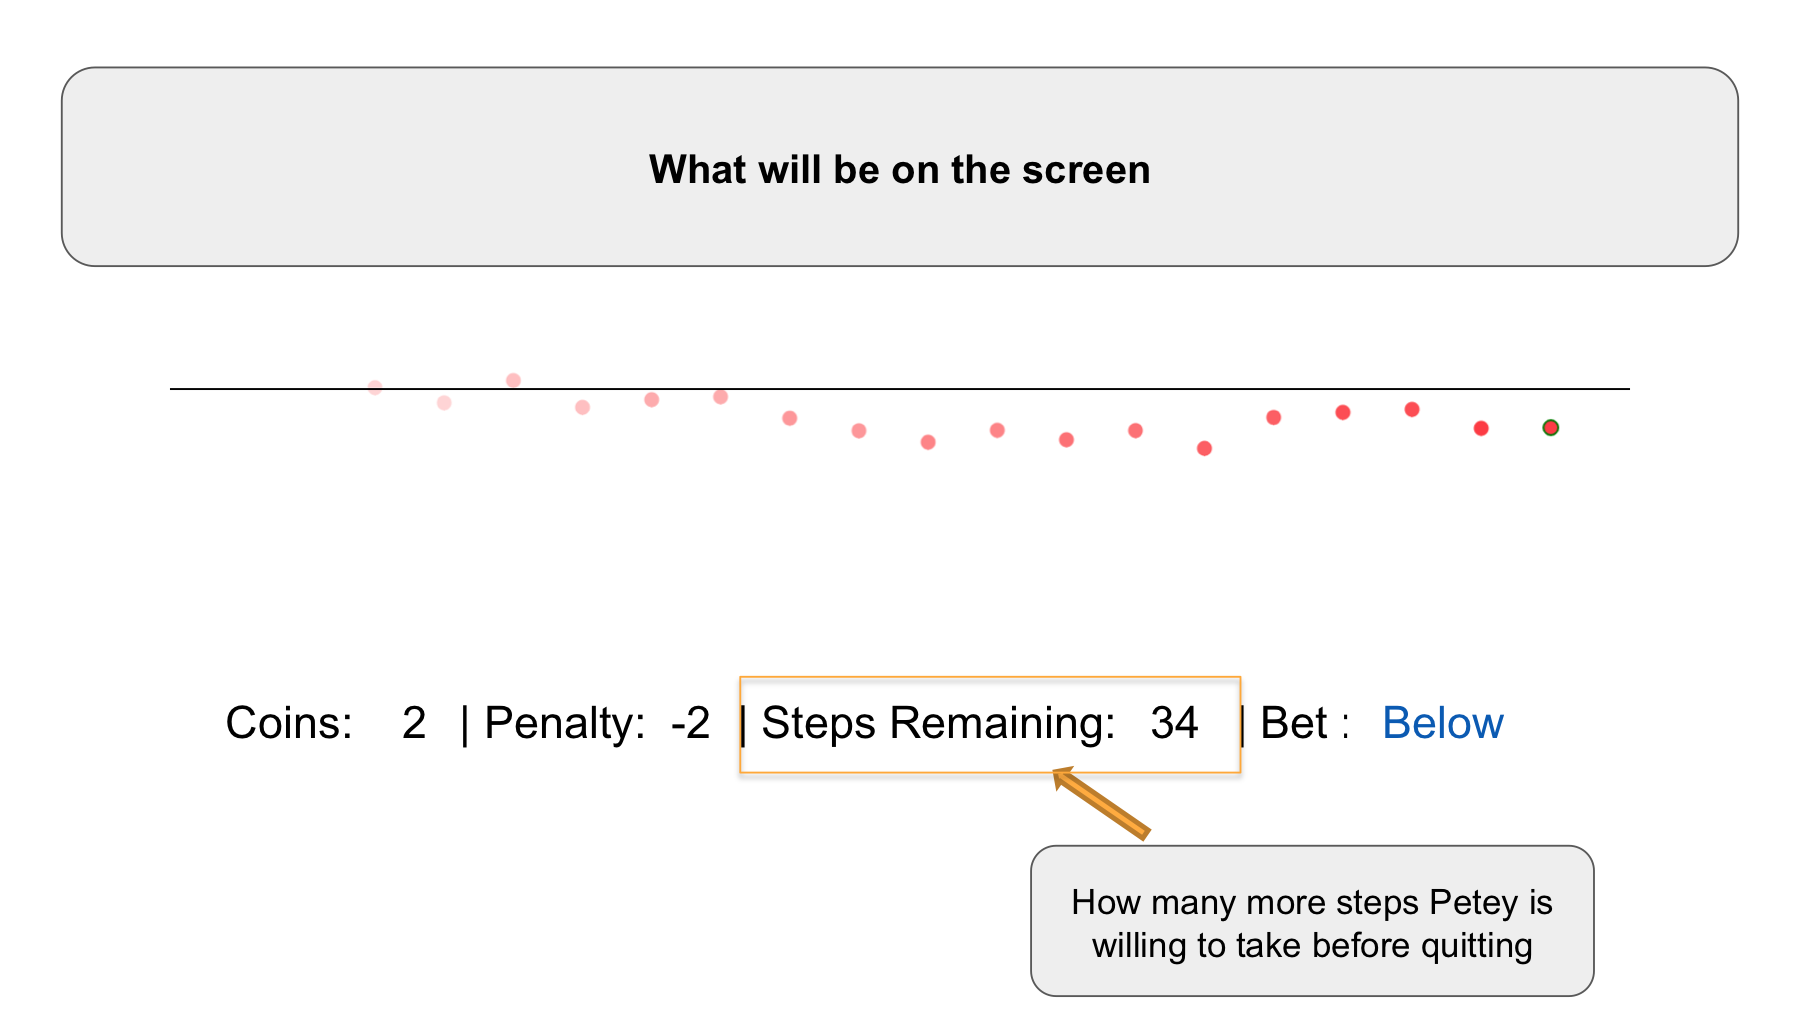 What will be on the screen
Coins: 2 | Penalty: -2 | Steps Remaining: 34 | Bet : Below
How many more steps Petey is
willing to take before quitting